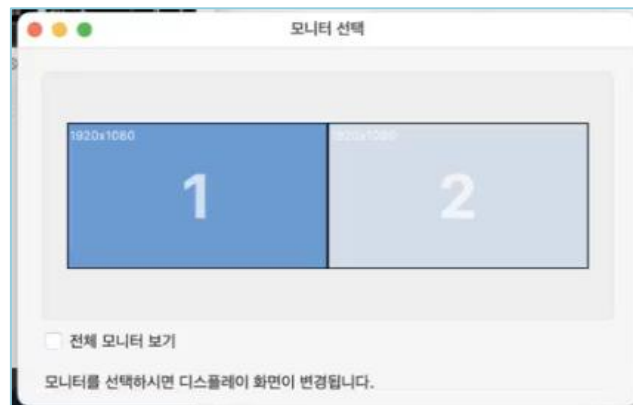 모니터 선택
1920x1080
1920x1080
1
2
전체 모니터 보기
모니터를 선택하시면 디스플레이 화면이 변경됩니다.